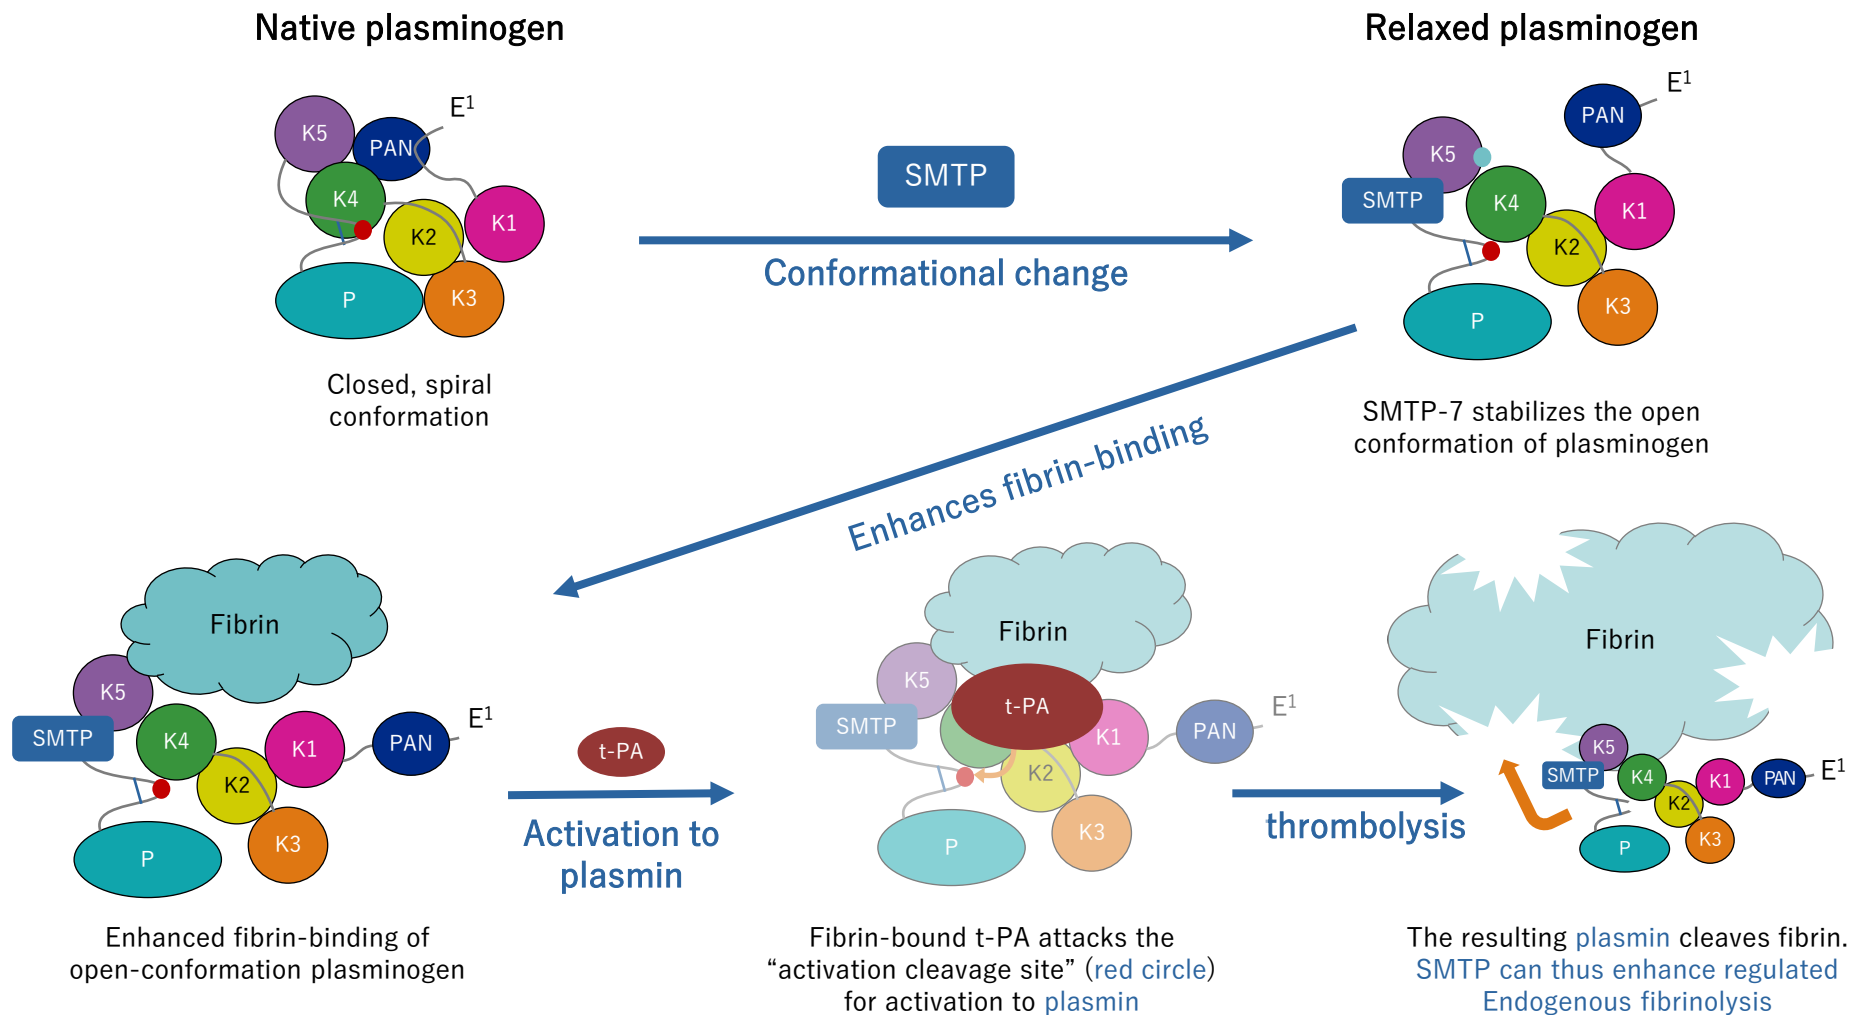 Native plasminogen
Relaxed plasminogen
E1
K5
PAN
K4
K2
K1
P
K3
Closed, spiral
conformation
SMTP
Conformational change
E1
PAN
K5
SMTP
K4
K1
K2
K3
P
SMTP-7 stabilizes the open
conformation of plasminogen
Enhances fibrin-binding
Fibrin
K5
SMTP
K4
K1
PAN
E1
K2
K3
P
Enhanced fibrin-binding of
open-conformation plasminogen
t-PA
Activation to
plasmin
Fibrin
K5
t-PA
SMTP
K1
PAN
E1
K2
K3
P
Fibrin-bound t-PA attacks the
“activation cleavage site” (red circle)
for activation to plasmin
thrombolysis
Fibrin
K5
SMTP
K4
K1
PAN
E1
K2
K3
P
The resulting plasmin cleaves fibrin.
SMTP can thus enhance regulated
Endogenous fibrinolysis